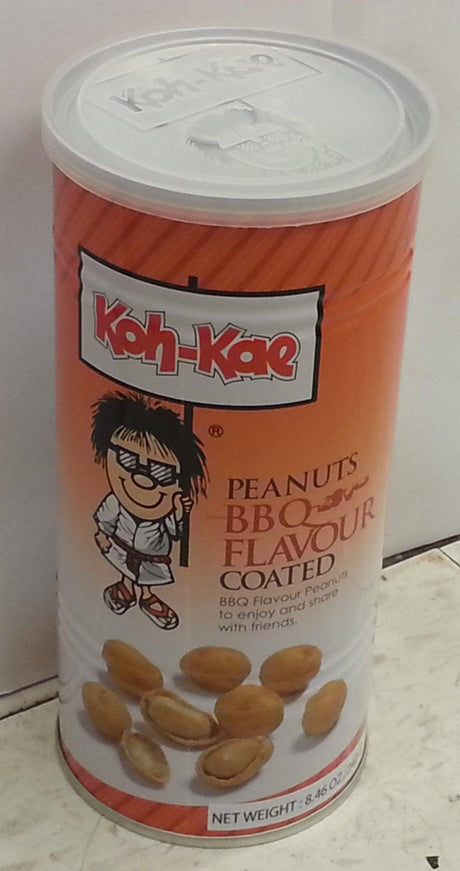 Koh-Kae
Koh-Kae
®
PEANUTS
BBQ
FLAVOUR
COATED
BBQ Flavour Peanuts
to enjoy and share
with friends.
NET WEIGHT : 8.46 OZ